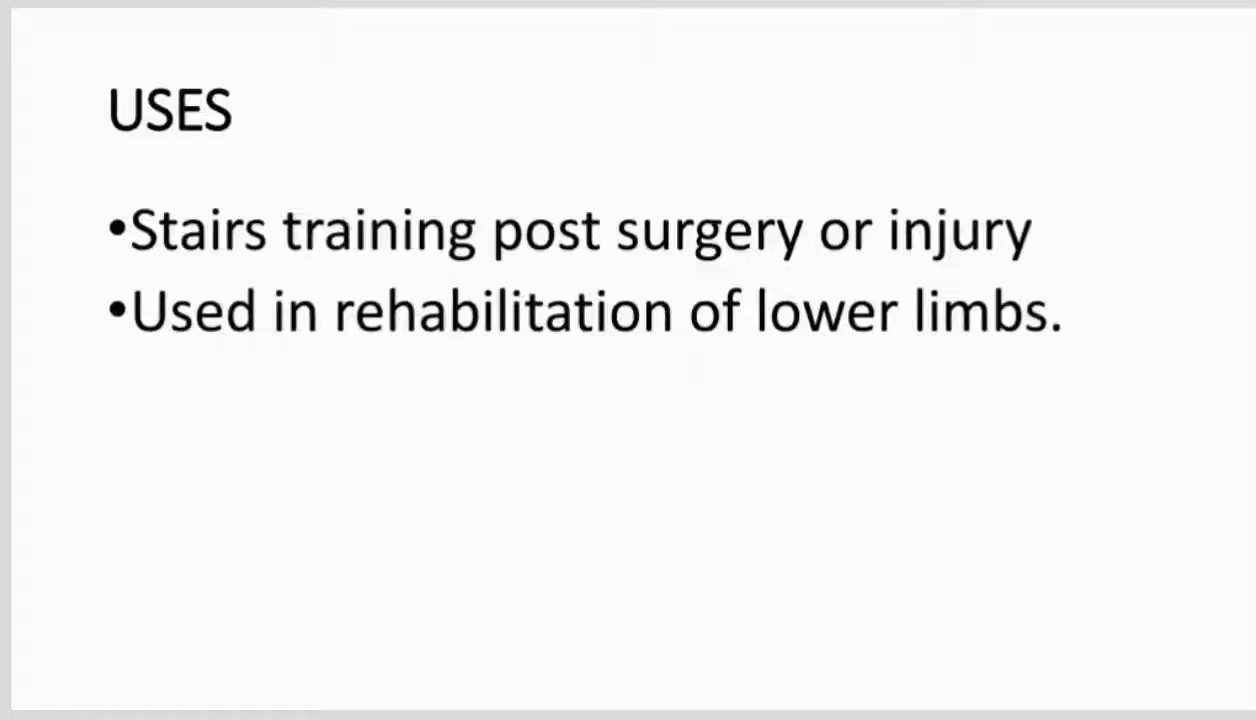 USES
•Stairs training post surgery or injury
•Used in rehabilitation of lower limbs.